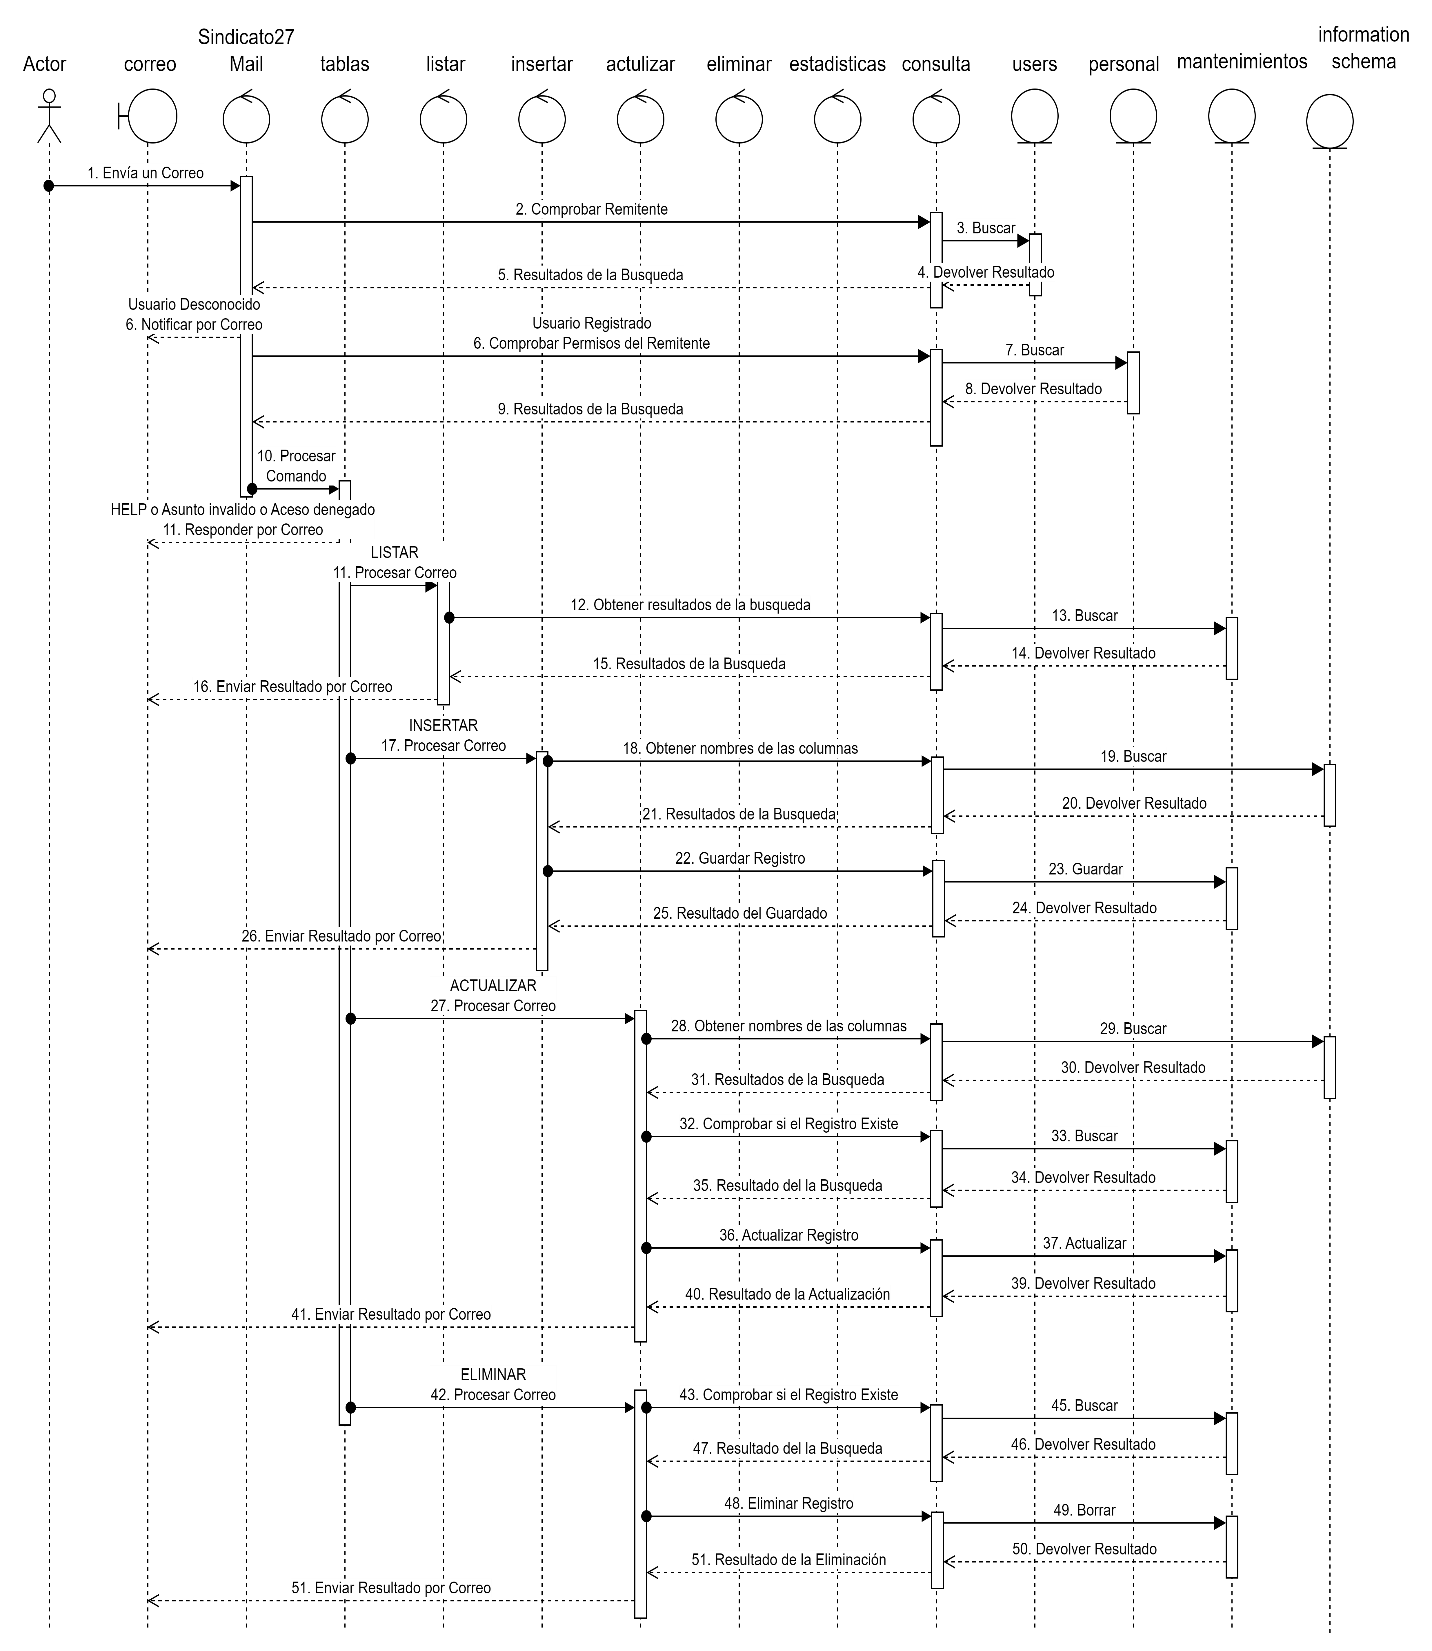 Sindicato27
information
Actor
correo
Mail
tablas
listar
insertar
actulizar
eliminar
estadisticas
consulta
users
personal
mantenimientos
schema
1. Envía un Correo
2. Comprobar Remitente
3. Buscar
4. Devolver Resultado
5. Resultados de la Busqueda
Usuario Desconocido
6. Notificar por Correo
Usuario Registrado
6. Comprobar Permisos del Remitente
7. Buscar
8. Devolver Resultado
9. Resultados de la Busqueda
10. Procesar
Comando
HELP o Asunto invalido o Aceso denegado
11. Responder por Correo
LISTAR
11. Procesar Correo
12. Obtener resultados de la busqueda
13. Buscar
14. Devolver Resultado
15. Resultados de la Busqueda
16. Enviar Resultado por Correo
INSERTAR
17. Procesar Correo
18. Obtener nombres de las columnas
19. Buscar
20. Devolver Resultado
21. Resultados de la Busqueda
22. Guardar Registro
23. Guardar
24. Devolver Resultado
25. Resultado del Guardado
26. Enviar Resultado por Correo
ACTUALIZAR
27. Procesar Correo
28. Obtener nombres de las columnas
29. Buscar
30. Devolver Resultado
31. Resultados de la Busqueda
32. Comprobar si el Registro Existe
33. Buscar
34. Devolver Resultado
35. Resultado del la Busqueda
36. Actualizar Registro
37. Actualizar
39. Devolver Resultado
40. Resultado de la Actualización
41. Enviar Resultado por Correo
ELIMINAR
42. Procesar Correo
43. Comprobar si el Registro Existe
45. Buscar
46. Devolver Resultado
47. Resultado del la Busqueda
48. Eliminar Registro
49. Borrar
50. Devolver Resultado
51. Resultado de la Eliminación
51. Enviar Resultado por Correo